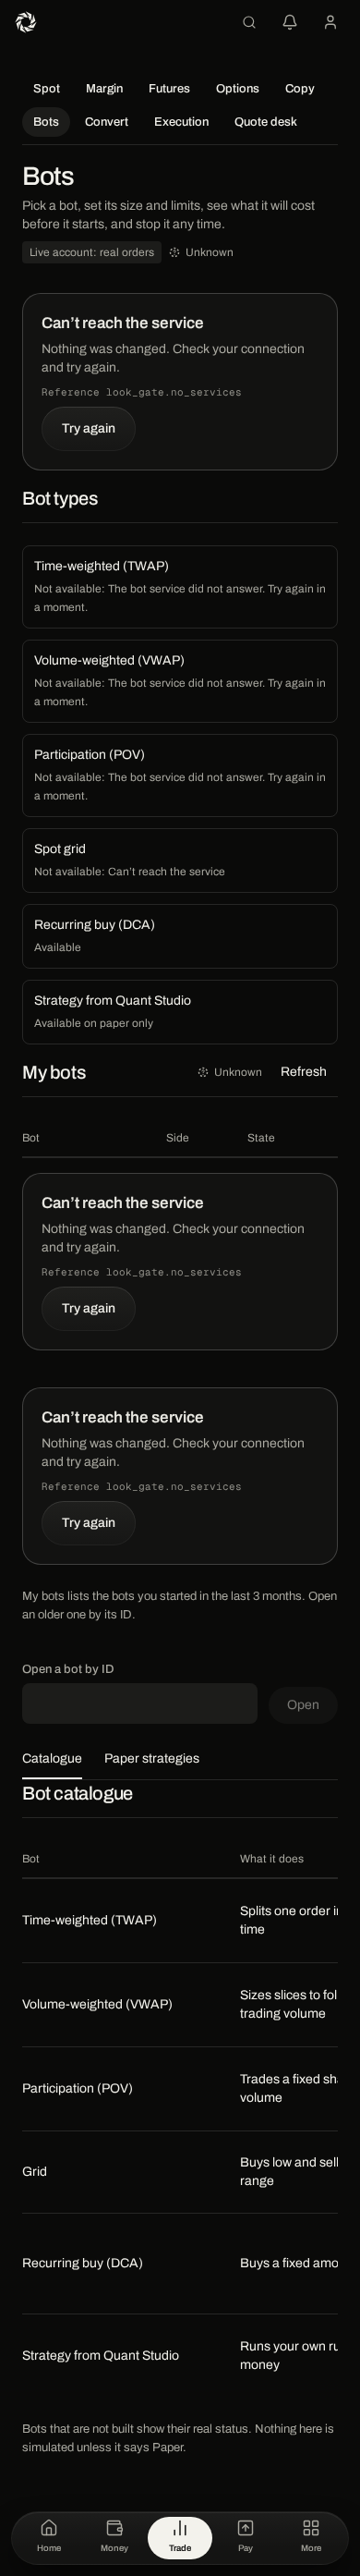 Spot Margin Futures Options Copy
Bots Convert Execution Quote desk
Bots
Pick a bot, set its size and limits, see what it will cost
before it starts, and stop it any time.
Live account: real orders Unknown
Can’t reach the service
Nothing was changed. Check your connection
and try again.
Reference look_gate.no_services
Try again
Bot types
Time-weighted (TWAP)
Not available: The bot service did not answer. Try again in
a moment.
Volume-weighted (VWAP)
Not available: The bot service did not answer. Try again in
a moment.
Participation (POV)
Not available: The bot service did not answer. Try again in
a moment.
Spot grid
Not available: Can’t reach the service
Recurring buy (DCA)
Available
Strategy from Quant Studio
Available on paper only
My bots Unknown Refresh
Bot Side State
Can’t reach the service
Nothing was changed. Check your connection
and try again.
Reference look_gate.no_services
Try again
Can’t reach the service
Nothing was changed. Check your connection
and try again.
Reference look_gate.no_services
Try again
My bots lists the bots you started in the last 3 months. Open
an older one by its ID.
Open a bot by ID
Open
Catalogue Paper strategies
Bot catalogue
Bot What it does
Time-weighted (TWAP)
Splits one order
time
Volume-weighted (VWAP)
Sizes slices to
trading volume
Participation (POV)
Trades a fixed
volume
Grid
Buys low and
range
Recurring buy (DCA) Buys a fixed
Strategy from Quant Studio
Runs your own
money
Bots that are not built show their real status. Nothing here is
simulated unless it says Paper.
Home Money Trade Pay More